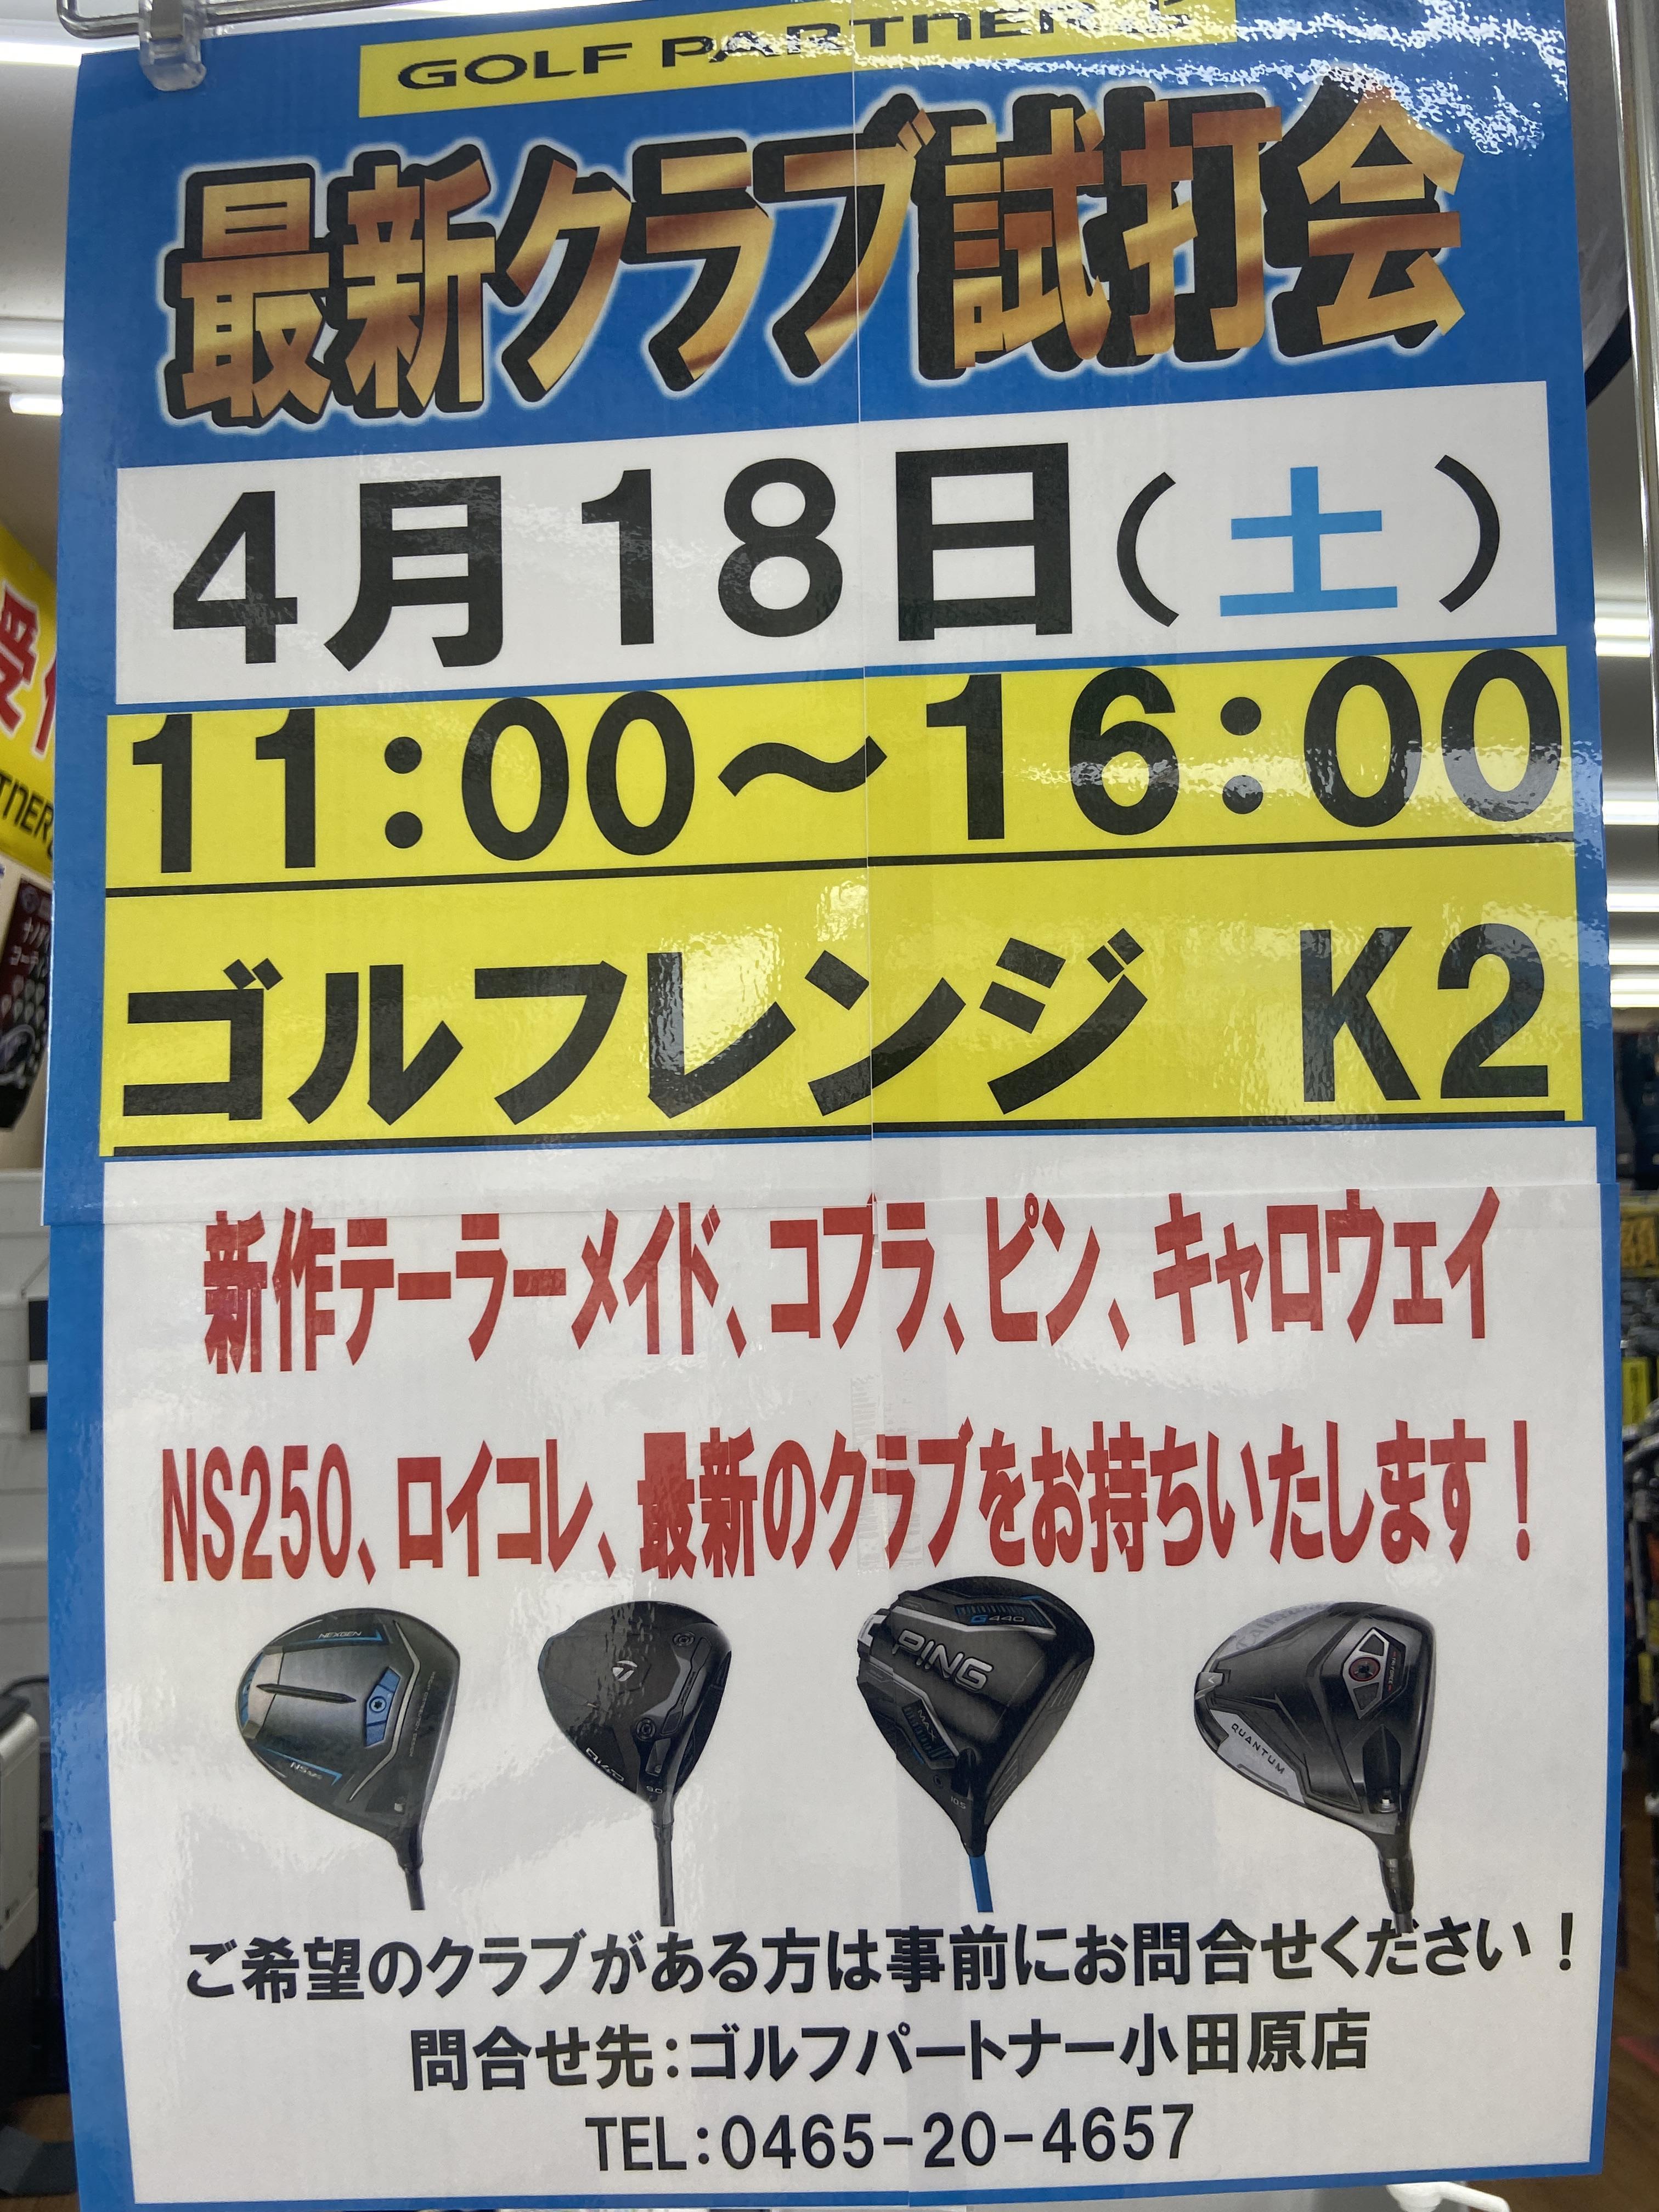 GOLF PARTNER
最新クラブ試打会
4月18日(土)
11:00～16:00
ゴルフレンジ K2
新作テーラーメイド、コブラ、ピン、キャロウェイ
NS250、ロイコレ、最新のクラブをお持ちいたします!
NEXGEN
G440
PING
MAX
QUANTUM
9.0
10.5
ご希望のクラブがある方は事前にお問合せください!
問合せ先:ゴルフパートナー小田原店
TEL:0465-20-4657